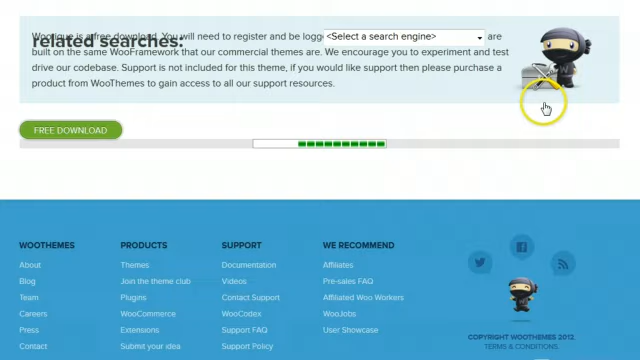 Wootique is a free download. You will need to register and be logg <Select a search engine> are
related searches:
built on the same WooFramework that our commercial themes are. We encourage you to experiment and test
drive our codebase. Support is not included for this theme, if you would like support then please purchase a
product from WooThemes to gain access to all our support resources.
FREE DOWNLOAD
WOOTHEMES PRODUCTS SUPPORT WE RECOMMEND
About Themes Documentation Affiliates
Blog Join the theme club Videos Pre-sales FAQ
Team Plugins Contact Support Affiliated Woo Workers
Careers WooCommerce WooCodex WooJobs
Press Extensions Support FAQ User Showcase
Contact Submit your idea Support Policy
COPYRIGHT WOOTHEMES 2012.
TERMS & CONDITIONS.